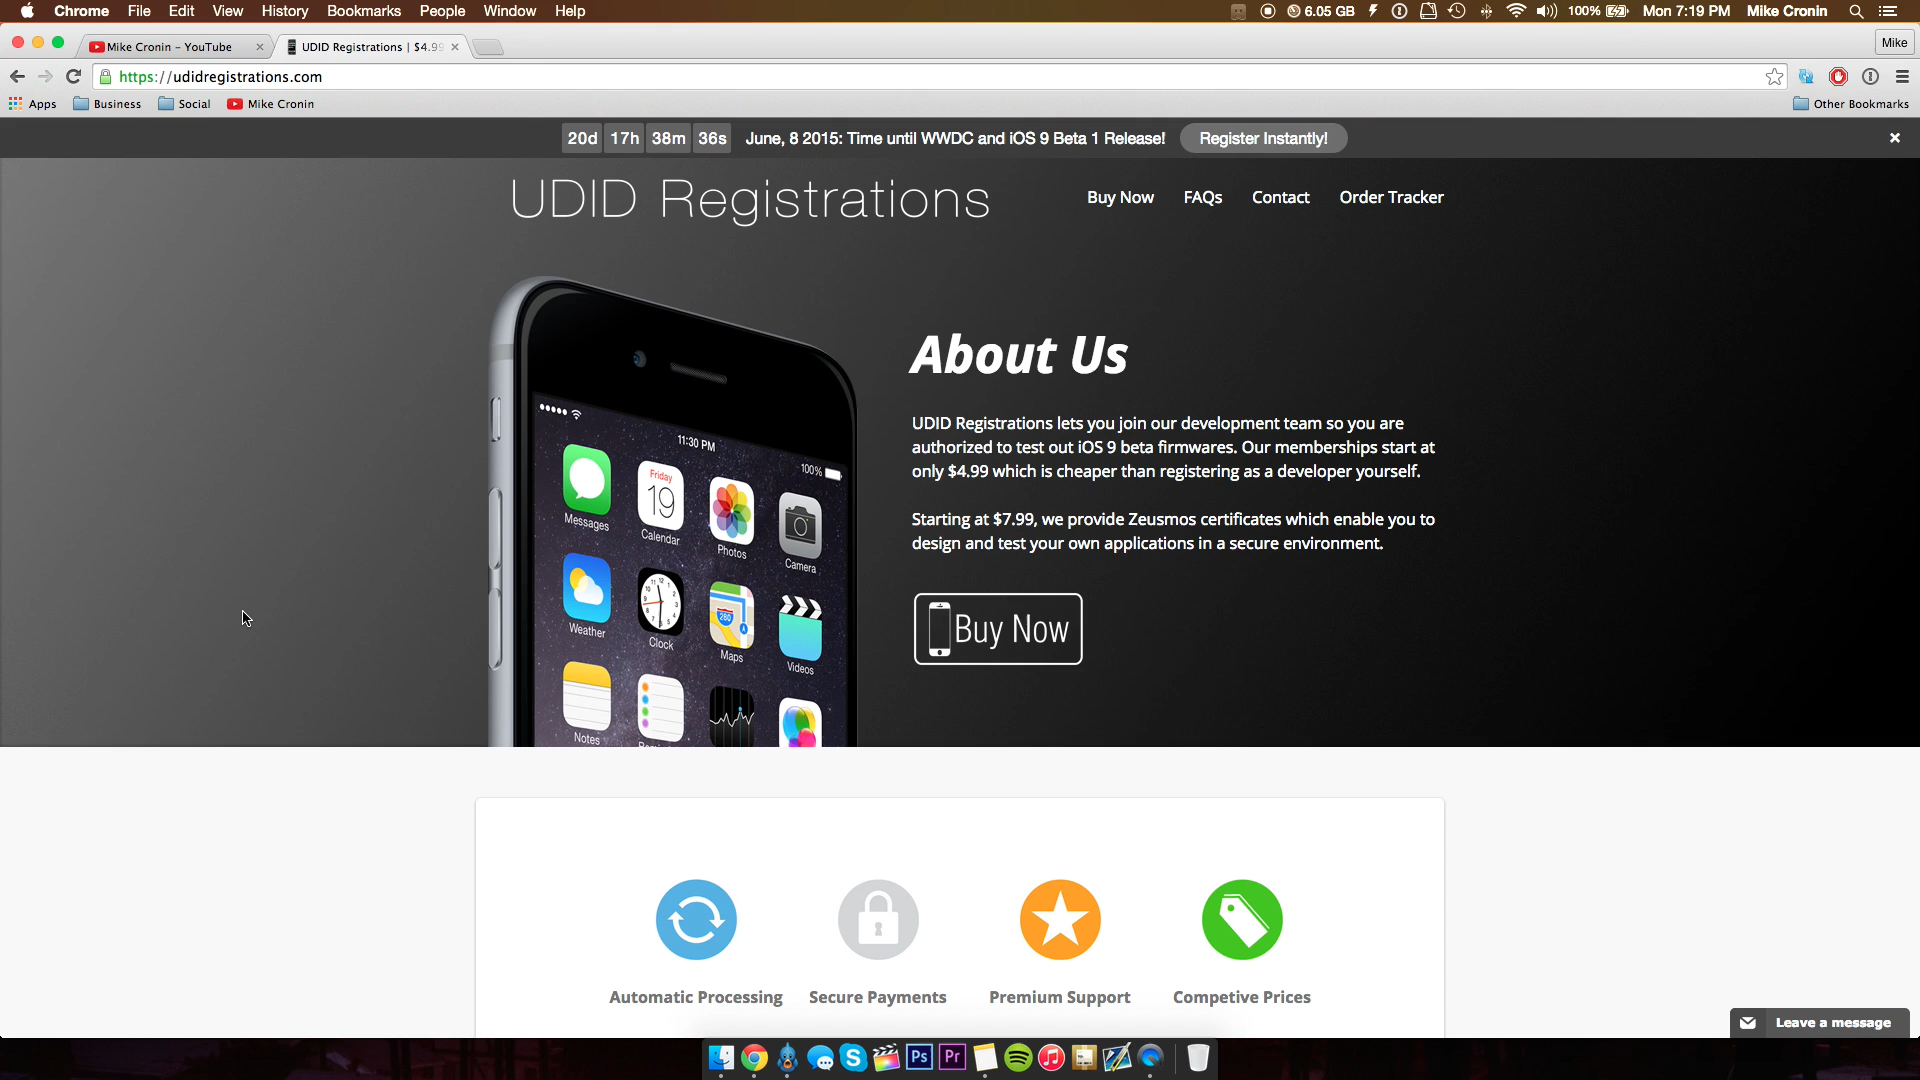 Chrome File Edit View History Bookmarks People Window Help 6.05 GB 100% Mon 7:19 PM Mike Cronin
Mike Cronin - YouTube UDID Registrations | $4.99 Mike
https://udidregistrations.com
Apps Business Social Mike Cronin Other Bookmarks
20d 17h 38m 36s June, 8 2015: Time until WWDC and iOS 9 Beta 1 Release! Register Instantly!
UDID Registrations Buy Now FAQs Contact Order Tracker
About Us
UDID Registrations lets you join our development team so you are
authorized to test out iOS 9 beta firmwares. Our memberships start at
only $4.99 which is cheaper than registering as a developer yourself.
Starting at $7.99, we provide Zeusmos certificates which enable you to
design and test your own applications in a secure environment.
Buy Now
11:30 PM
100%
Friday
19
Messages Calendar Photos Camera
280
Weather Clock Maps Videos
Notes
Automatic Processing Secure Payments Premium Support Competive Prices
Leave a message
Ps Pr